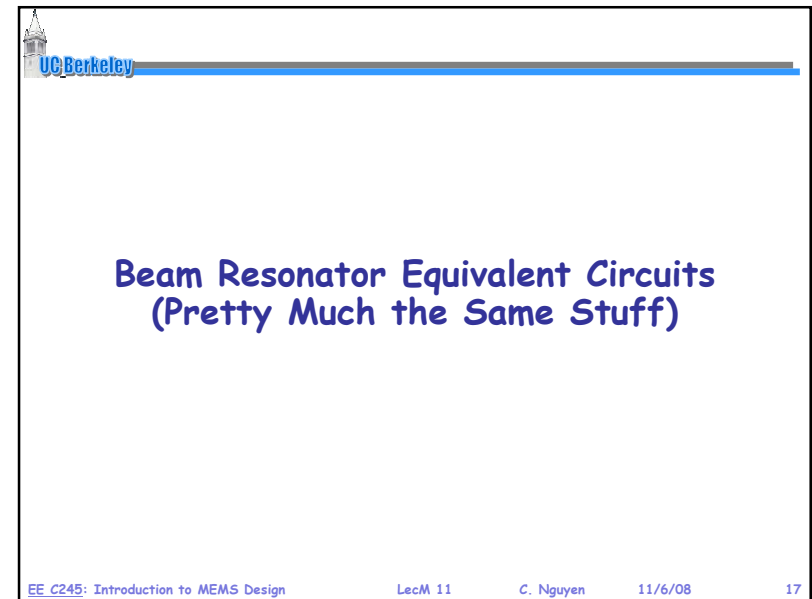 UC Berkeley
Beam Resonator Equivalent Circuits
(Pretty Much the Same Stuff)
EE C245: Introduction to MEMS Design LecM 11 C. Nguyen 11/6/08 17